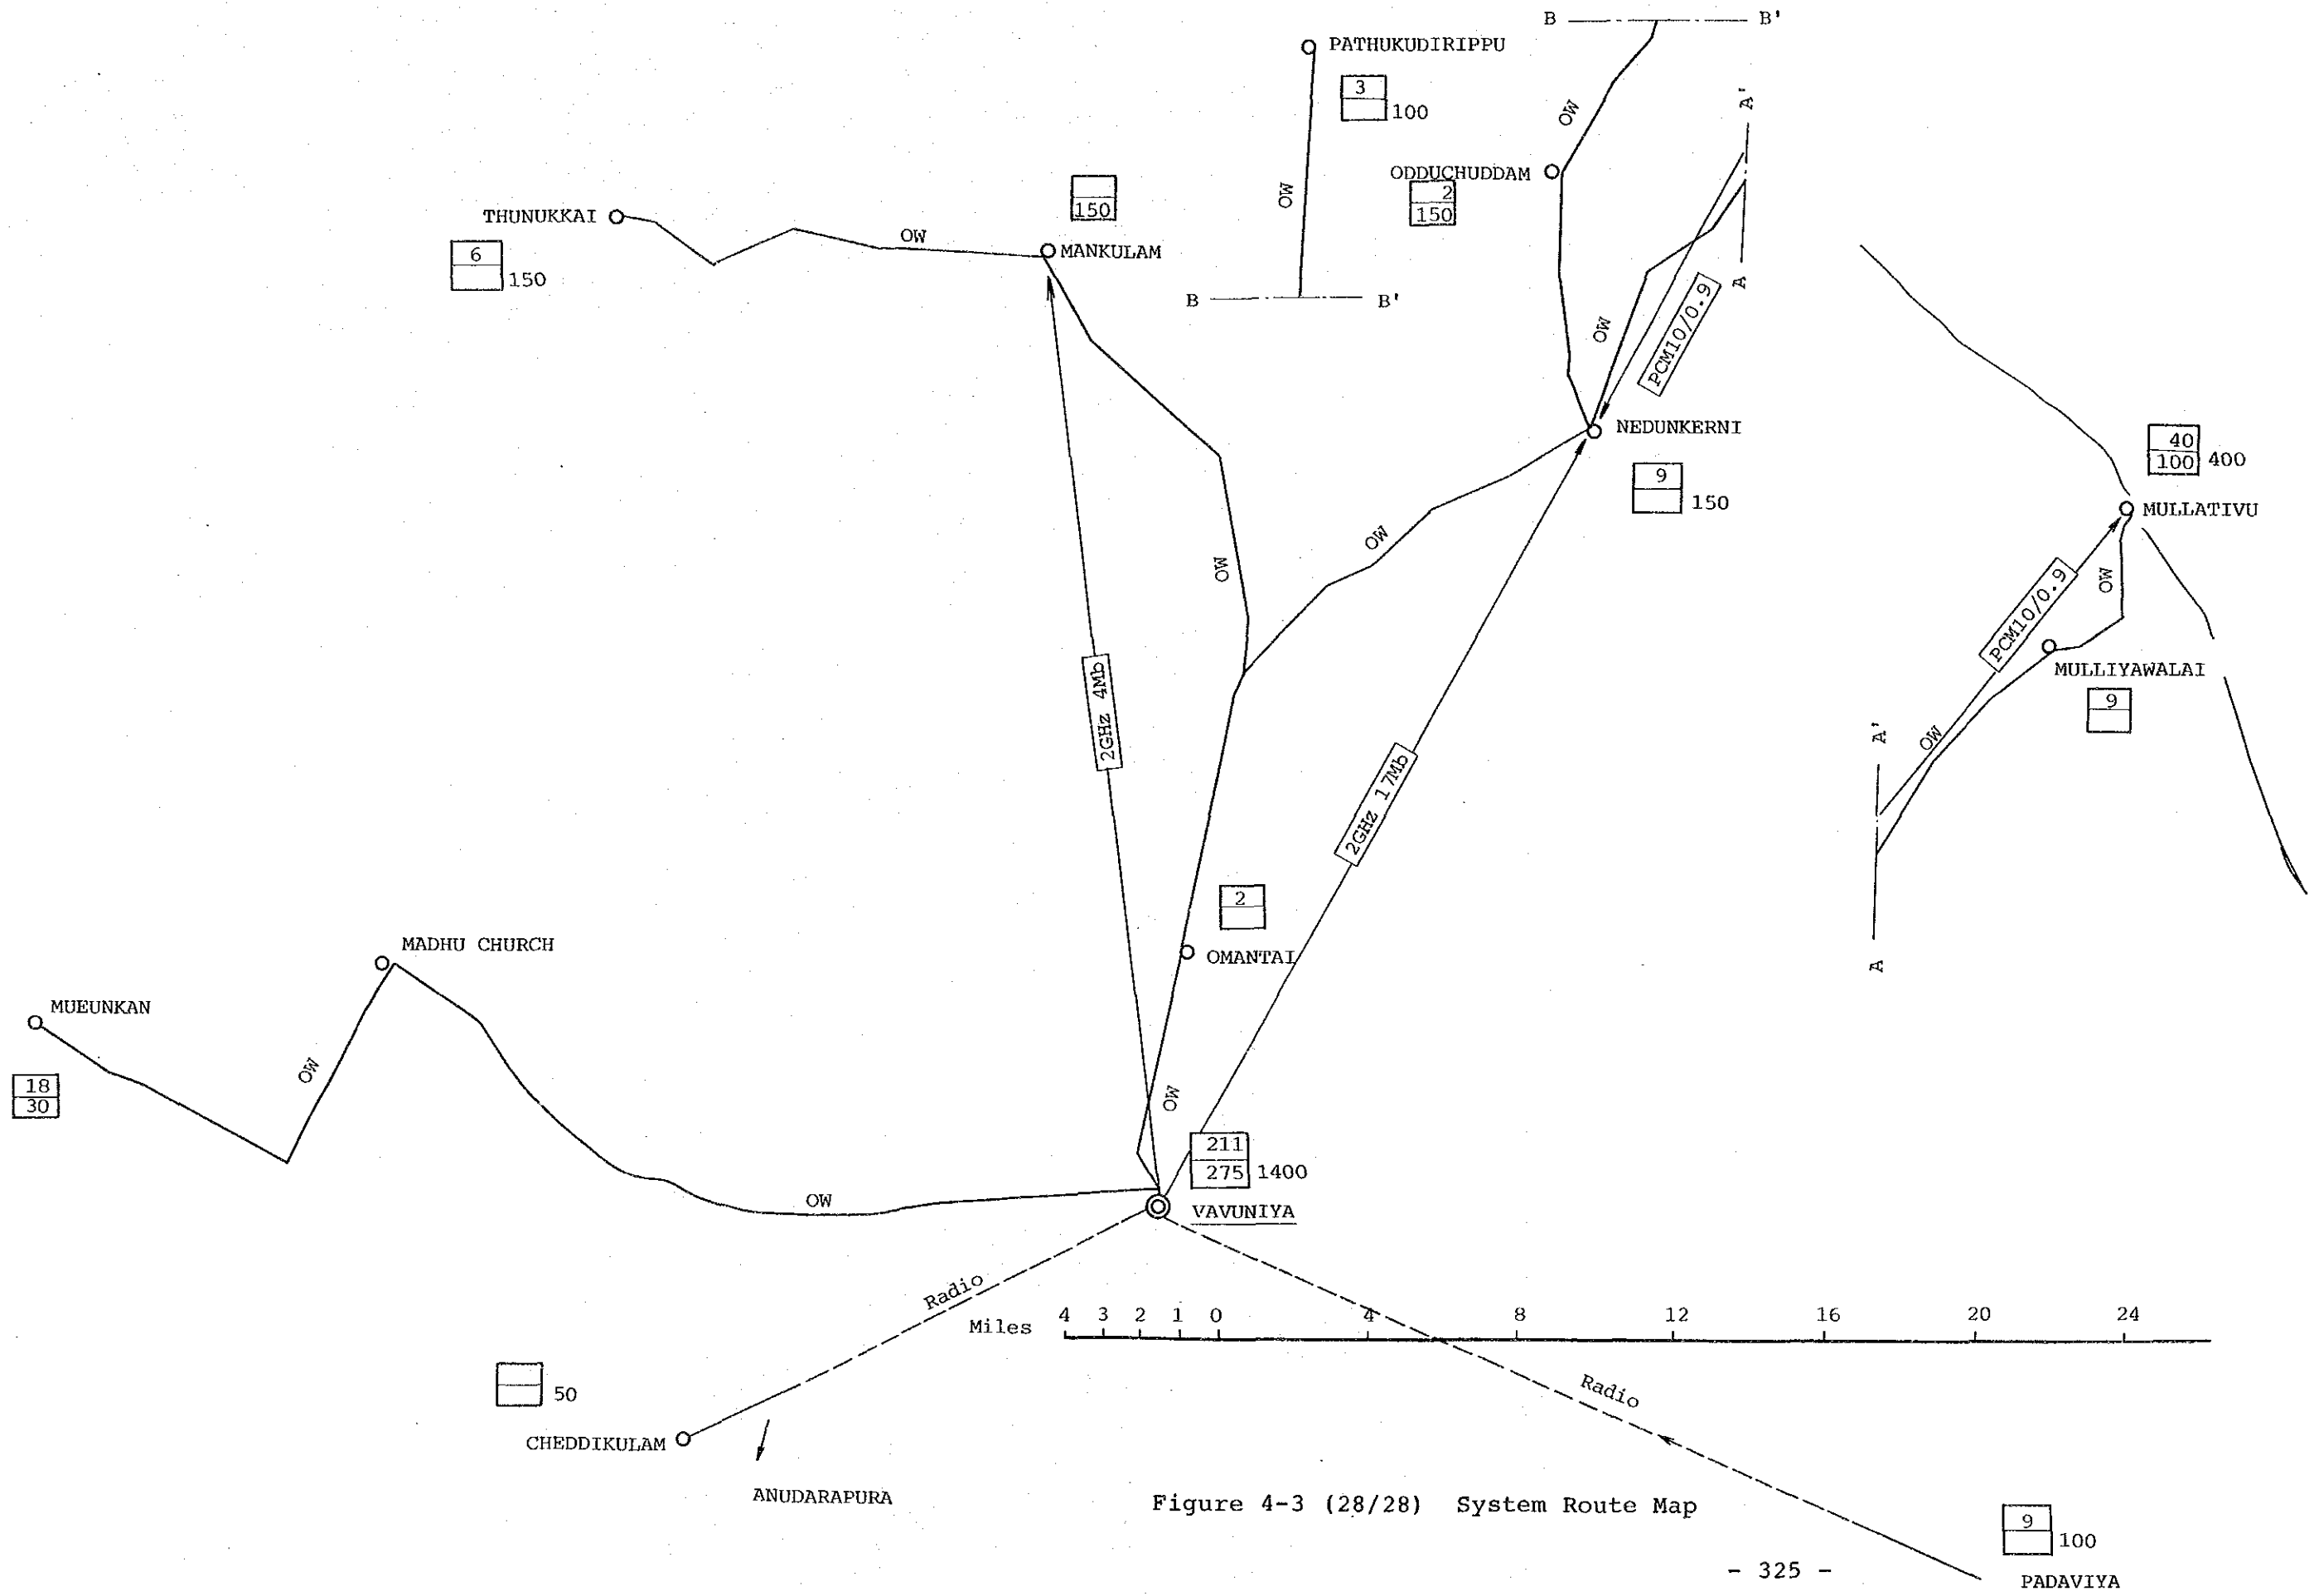 B B'
PATHUKUDIRIPPU
3
100
OW
B B'
OW
A'
A
ODDUCHUDDAM
2
150
THUNUKKAI
6
150
OW
150
MANKULAM
OW
PCM10/0.9
NEDUNKERNI
9
150
40
100 400
MULLATIVU
OW
PCM10/0.9
MULLIYAWALAI
9
OW
A'
A
OW
OW
2GHz 4Mb
2GHz 17Mb
2
OMANTAI
MADHU CHURCH
MUEUNKAN
18
30
OW
OW
OW
211
275 1400
VAVUNIYA
Radio
Miles 4 3 2 1 0 4 8 12 16 20 24
50
CHEDDIKULAM
ANUDARAPURA
Radio
9
100
PADAVIYA
Figure 4-3 (28/28) System Route Map
- 325 -